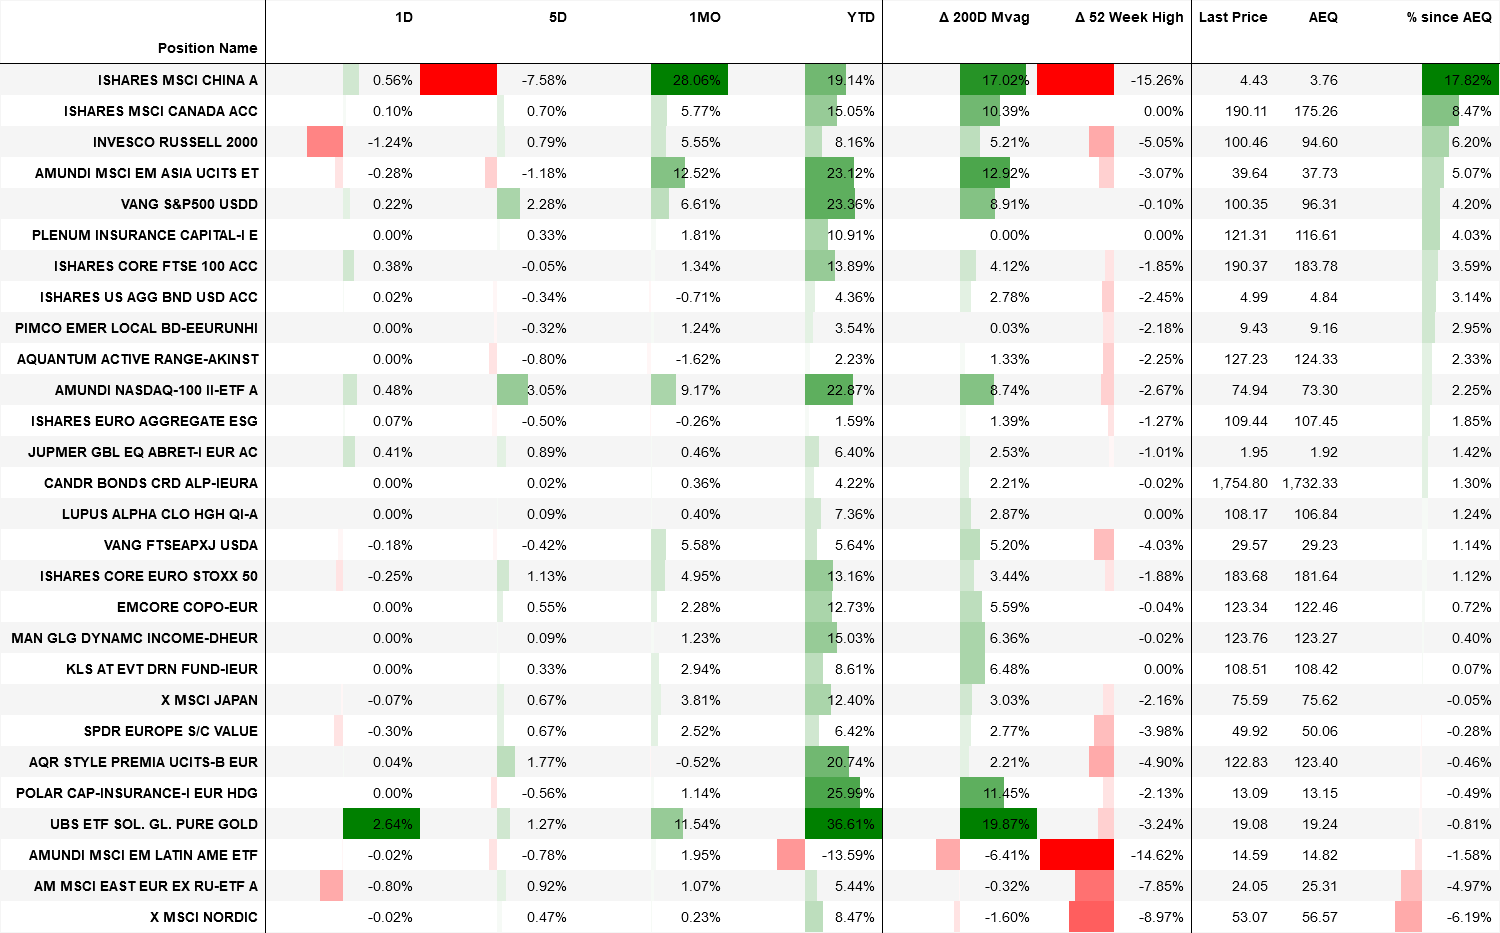 1D 5D 1MO YTD Δ 200D Mvag Δ 52 Week High Last Price AEQ % since AEQ
Position Name
ISHARES MSCI CHINA A 0.56% -7.58% 28.06% 19.14% 17.02% -15.26% 4.43 3.76 17.82%
ISHARES MSCI CANADA ACC 0.10% 0.70% 5.77% 15.05% 10.39% 0.00% 190.11 175.26 8.47%
INVESCO RUSSELL 2000 -1.24% 0.79% 5.55% 8.16% 5.21% -5.05% 100.46 94.60 6.20%
AMUNDI MSCI EM ASIA UCITS ET -0.28% -1.18% 12.52% 23.12% 12.92% -3.07% 39.64 37.73 5.07%
VANG S&P500 USDD 0.22% 2.28% 6.61% 23.36% 8.91% -0.10% 100.35 96.31 4.20%
PLENUM INSURANCE CAPITAL-I E 0.00% 0.33% 1.81% 10.91% 0.00% 0.00% 121.31 116.61 4.03%
ISHARES CORE FTSE 100 ACC 0.38% -0.05% 1.34% 13.89% 4.12% -1.85% 190.37 183.78 3.59%
ISHARES US AGG BND USD ACC 0.02% -0.34% -0.71% 4.36% 2.78% -2.45% 4.99 4.84 3.14%
PIMCO EMER LOCAL BD-EEURUNHI 0.00% -0.32% 1.24% 3.54% 0.03% -2.18% 9.43 9.16 2.95%
AQUANTUM ACTIVE RANGE-AKINST 0.00% -0.80% -1.62% 2.23% 1.33% -2.25% 127.23 124.33 2.33%
AMUNDI NASDAQ-100 II-ETF A 0.48% 3.05% 9.17% 22.87% 8.74% -2.67% 74.94 73.30 2.25%
ISHARES EURO AGGREGATE ESG 0.07% -0.50% -0.26% 1.59% 1.39% -1.27% 109.44 107.45 1.85%
JUPMER GBL EQ ABRET-I EUR AC 0.41% 0.89% 0.46% 6.40% 2.53% -1.01% 1.95 1.92 1.42%
CANDR BONDS CRD ALP-IEURA 0.00% 0.02% 0.36% 4.22% 2.21% -0.02% 1,754.80 1,732.33 1.30%
LUPUS ALPHA CLO HGH QI-A 0.00% 0.09% 0.40% 7.36% 2.87% 0.00% 108.17 106.84 1.24%
VANG FTSEAPXJ USDA -0.18% -0.42% 5.58% 5.64% 5.20% -4.03% 29.57 29.23 1.14%
ISHARES CORE EURO STOXX 50 -0.25% 1.13% 4.95% 13.16% 3.44% -1.88% 183.68 181.64 1.12%
EMCORE COPO-EUR 0.00% 0.55% 2.28% 12.73% 5.59% -0.04% 123.34 122.46 0.72%
MAN GLG DYNAMC INCOME-DHEUR 0.00% 0.09% 1.23% 15.03% 6.36% -0.02% 123.76 123.27 0.40%
KLS AT EVT DRN FUND-IEUR 0.00% 0.33% 2.94% 8.61% 6.48% 0.00% 108.51 108.42 0.07%
X MSCI JAPAN -0.07% 0.67% 3.81% 12.40% 3.03% -2.16% 75.59 75.62 -0.05%
SPDR EUROPE S/C VALUE -0.30% 0.67% 2.52% 6.42% 2.77% -3.98% 49.92 50.06 -0.28%
AQR STYLE PREMIA UCITS-B EUR 0.04% 1.77% -0.52% 20.74% 2.21% -4.90% 122.83 123.40 -0.46%
POLAR CAP-INSURANCE-I EUR HDG 0.00% -0.56% 1.14% 25.99% 11.45% -2.13% 13.09 13.15 -0.49%
UBS ETF SOL. GL. PURE GOLD 2.64% 1.27% 11.54% 36.61% 19.87% -3.24% 19.08 19.24 -0.81%
AMUNDI MSCI EM LATIN AME ETF -0.02% -0.78% 1.95% -13.59% -6.41% -14.62% 14.59 14.82 -1.58%
AM MSCI EAST EUR EX RU-ETF A -0.80% 0.92% 1.07% 5.44% -0.32% -7.85% 24.05 25.31 -4.97%
X MSCI NORDIC -0.02% 0.47% 0.23% 8.47% -1.60% -8.97% 53.07 56.57 -6.19%